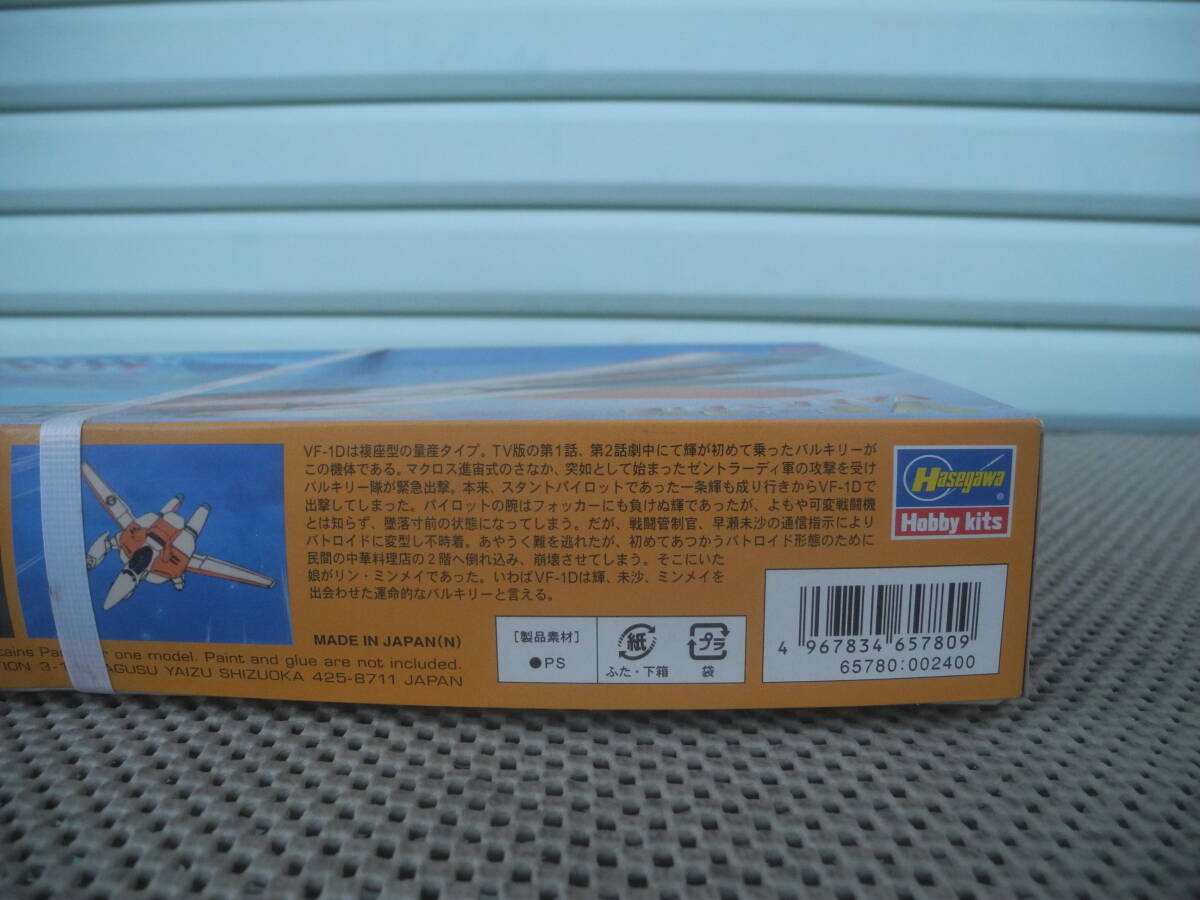 VF-1Dは複座型の量産タイプ。TV版の第1話、第2話劇中にて輝が初めて乗ったバルキリーが
この機体である。マクロス進宙式のさなか、突如として始まったゼントラーディ軍の攻撃を受け
バルキリー隊が緊急出撃。本来、スタントパイロットであった一条輝も成り行きからVF-1Dで
出撃してしまった。パイロットの腕はフォッカーにも負けぬ輝であったが、よもや可変戦闘機
とは知らず、墜落寸前の状態になってしまう。だが、戦闘管制官、早瀬未沙の通信指示により
バトロイドに変型し不時着。あやうく難を逃れたが、初めてあつかうバトロイド形態のために
民間の中華料理店の2階へ倒れ込み、崩壊させてしまう。そこにいた
娘がリン・ミンメイであった。いわばVF-1Dは輝、未沙、ミンメイを
出会わせた運命的なバルキリーと言える。
MADE IN JAPAN(N)
one model. Paint and glue are not included.
YAIZU SHIZUOKA 425-8711 JAPAN
[製品素材]
●PS
紙
ふた・下箱
プラ
袋
Hasegawa
®
Hobby kits
4 967834 657809
65780:002400